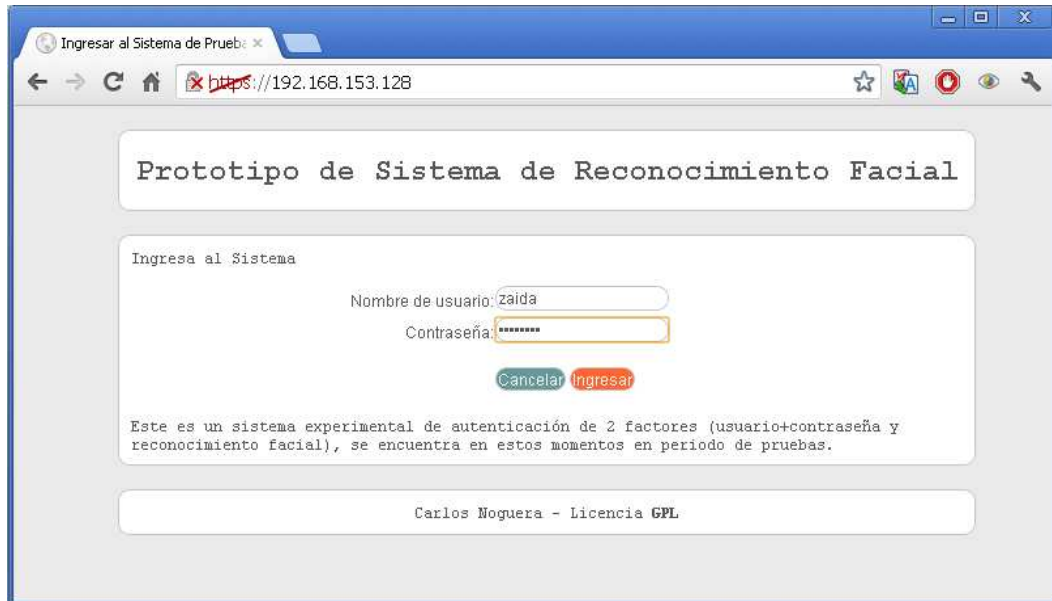 Ingresar al Sistema de Prueba
https://192.168.153.128
Prototipo de Sistema de Reconocimiento Facial
Ingresa al Sistema
Nombre de usuario: zaida
Contraseña: ••••••••
Cancelar Ingresar
Este es un sistema experimental de autenticación de 2 factores (usuario+contraseña y
reconocimiento facial), se encuentra en estos momentos en periodo de pruebas.
Carlos Noguera - Licencia GPL